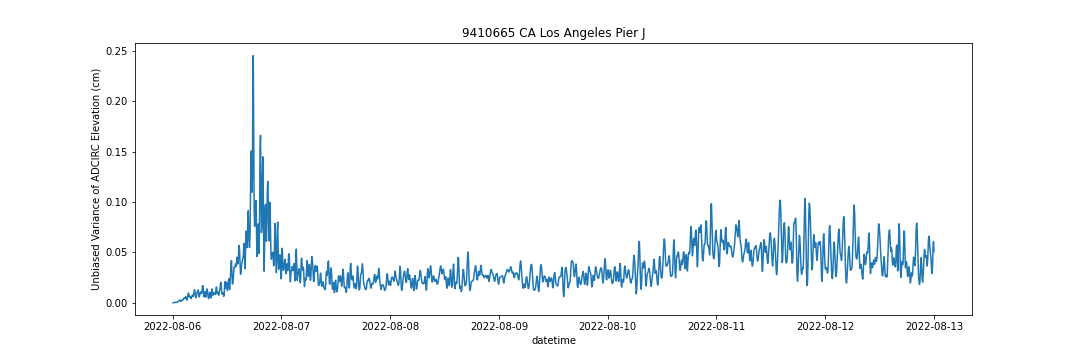 9410665 CA Los Angeles Pier J
Unbiased Variance of ADCIRC Elevation (cm)
0.25
0.20
0.15
0.10
0.05
0.00
2022-08-06 2022-08-07 2022-08-08 2022-08-09 2022-08-10 2022-08-11 2022-08-12 2022-08-13
datetime